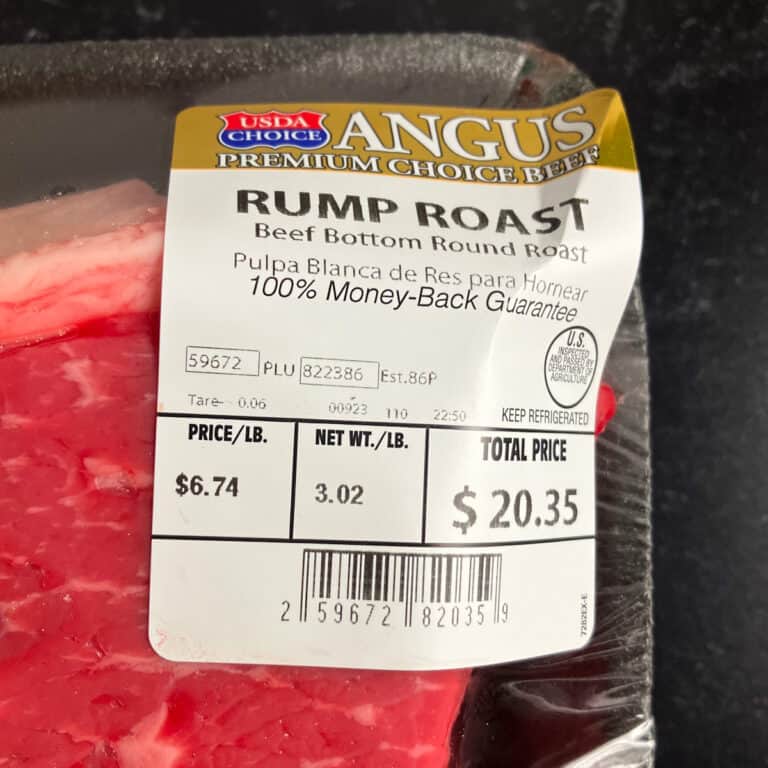 USDA
CHOICE
ANGUS
PREMIUM CHOICE BEEF
RUMP ROAST
Beef Bottom Round Roast
Pulpa Blanca de Res para Hornear
100% Money-Back Guarantee
U.S.
INSPECTED
AND PASSED BY
DEPARTMENT OF
AGRICULTURE
59672 PLU 822386 Est.86P
Tare- 0.06 00923 110 22:50 KEEP REFRIGERATED
PRICE/LB. NET WT./LB. TOTAL PRICE
$6.74 3.02 $ 20.35
2 59672 82035 9
7282EX-E